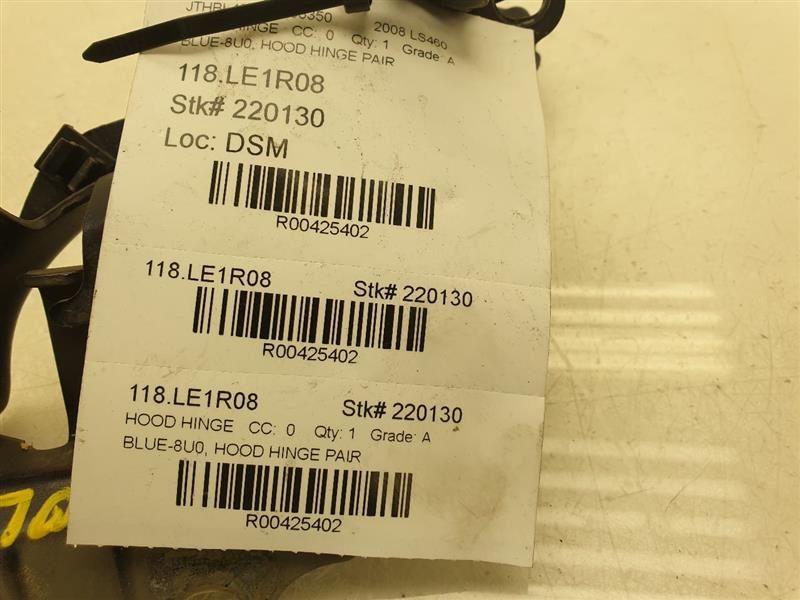 2008 LS460
HINGE CC: 0 Qty: 1 Grade: A
BLUE-8U0, HOOD HINGE PAIR
118.LE1R08
Stk# 220130
Loc: DSM
R00425402
118.LE1R08 Stk# 220130
R00425402
118.LE1R08 Stk# 220130
HOOD HINGE CC: 0 Qty: 1 Grade: A
BLUE-8U0, HOOD HINGE PAIR
R00425402